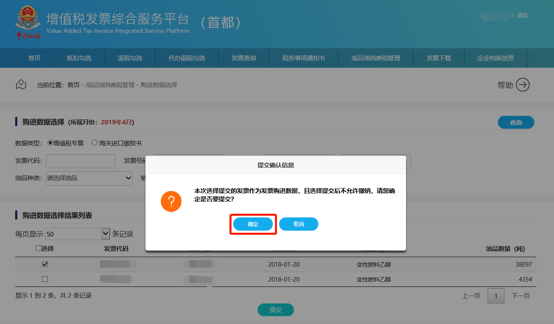 增值税发票综合服务平台 （首都）
Value Added Tax Invoice Integrated Service Platform
| 退出
首页 抵扣勾选 退税勾选 代办退税勾选 发票查询 税务事项通知书 成品油消费税管理 发票下载 企业档案信息
当前位置：首页 - 成品油消费税管理 - 购进数据选择 帮助
购进数据选择（所属月份：2019年4月） 查询
数据类型： 增值税专票 海关进口缴款书
发票代码： 发票号
油品种类： 请选择油品
提交确认信息
本次选择提交的发票作为发票购进数据，且选择提交后不允许撤销，请您确
定是否要提交？
确定 取消
购进数据选择结果列表
每页显示 50 条记录
选择 发票代码 油品数量（吨）
2018-01-20 变性燃料乙醇 38097
2018-01-20 变性燃料乙醇 4354
显示 1 到 2 条，共 2 条记录 上一页 1 下一页
提交